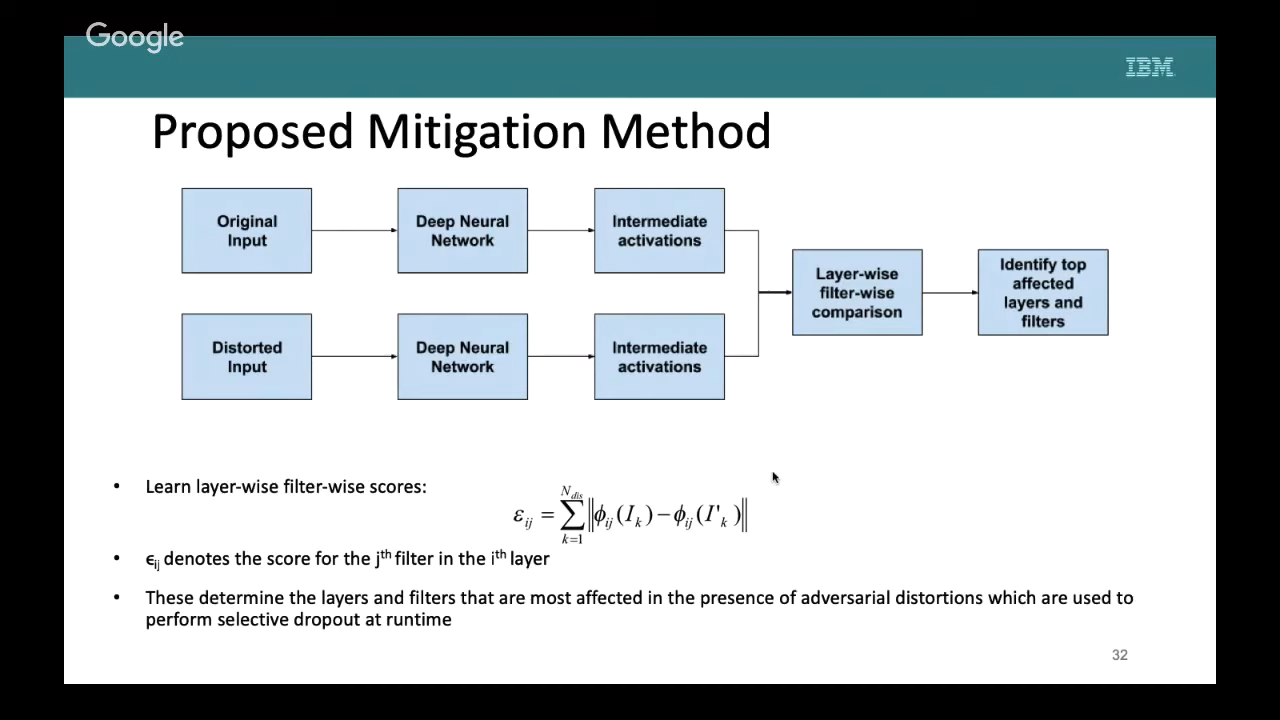 Google
IBM
Proposed Mitigation Method
Original
Input
Deep Neural
Network
Intermediate
activations
Layer-wise
filter-wise
comparison
Identify top
affected
layers and
filters
Distorted
Input
Deep Neural
Network
Intermediate
activations
• Learn layer-wise filter-wise scores:
ε_ij = ∑_{k=1}^{N_dis} ‖ϕ_ij(I_k) − ϕ_ij(I'_k)‖
• ϵij denotes the score for the jth filter in the ith layer
• These determine the layers and filters that are most affected in the presence of adversarial distortions which are used to
perform selective dropout at runtime
32